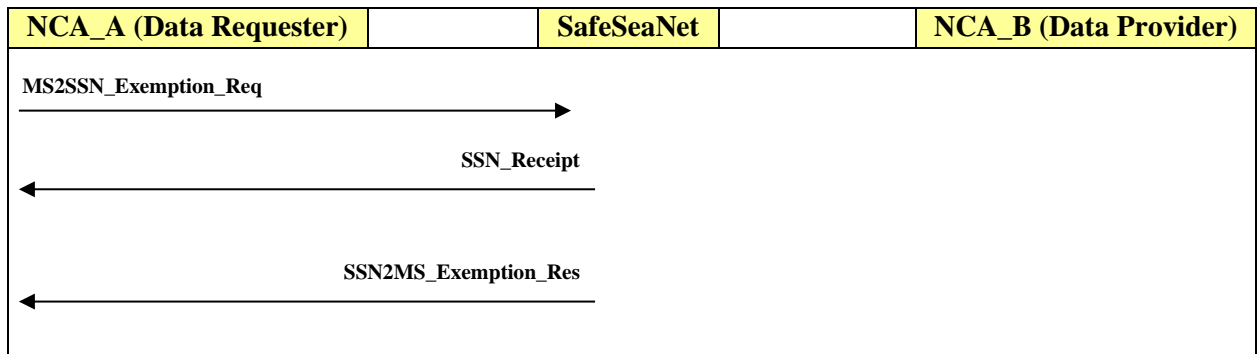 NCA_A (Data Requester) SafeSeaNet NCA_B (Data Provider)
MS2SSN_Exemption_Req
SSN_Receipt
SSN2MS_Exemption_Res